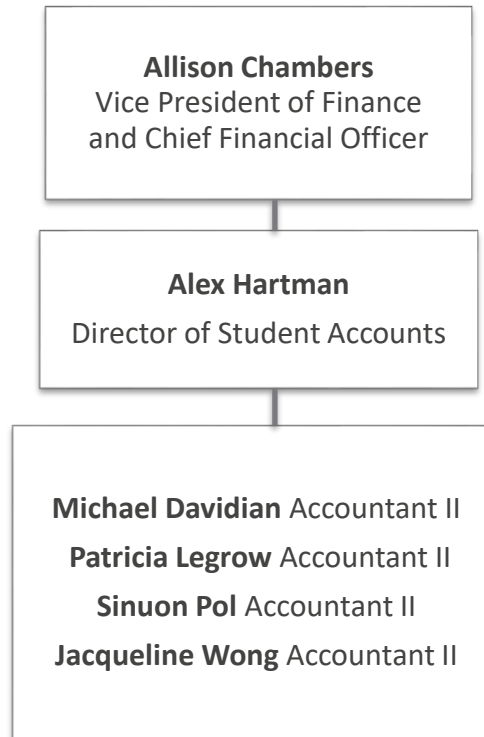 Allison Chambers
Vice President of Finance
and Chief Financial Officer
Alex Hartman
Director of Student Accounts
Michael Davidian Accountant II
Patricia Legrow Accountant II
Sinuon Pol Accountant II
Jacqueline Wong Accountant II